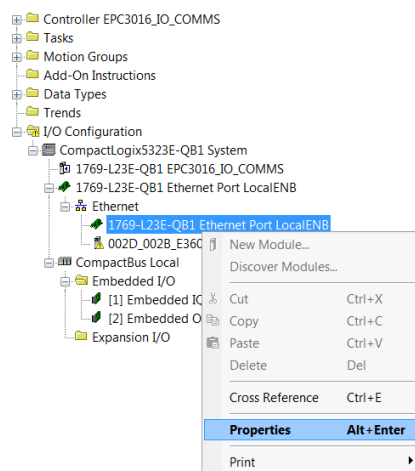 Controller EPC3016_IO_COMMS
Tasks
Motion Groups
Add-On Instructions
Data Types
Trends
I/O Configuration
CompactLogix5323E-QB1 System
1769-L23E-QB1 EPC3016_IO_COMMS
1769-L23E-QB1 Ethernet Port LocalENB
Ethernet
1769-L23E-QB1 Ethernet Port LocalENB
002D_002B_E360
CompactBus Local
Embedded I/O
[1] Embedded IQ
[2] Embedded O
Expansion I/O
New Module...
Discover Modules...
Cut Ctrl+X
Copy Ctrl+C
Paste Ctrl+V
Delete Del
Cross Reference Ctrl+E
Properties Alt+Enter
Print